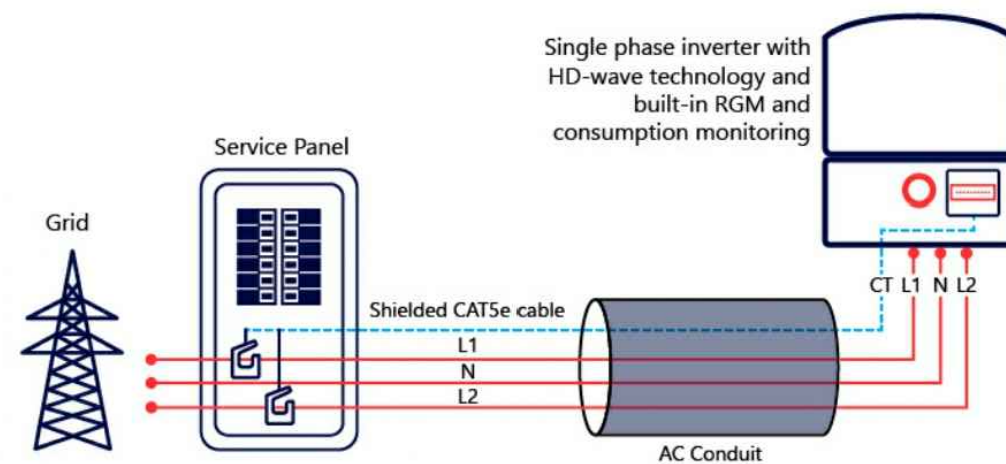 Single phase inverter with
HD-wave technology and
built-in RGM and
consumption monitoring
Service Panel
Grid
CT L1 N L2
Shielded CAT5e cable
L1
N
L2
AC Conduit